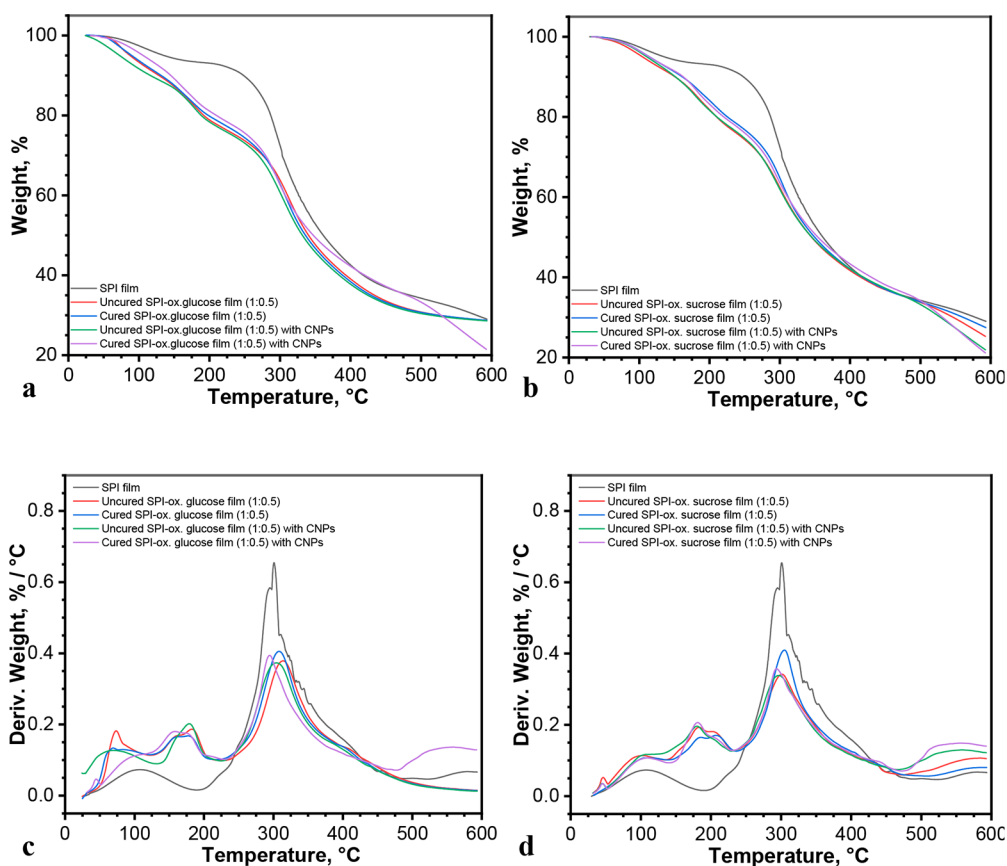 100
80
60
40
20
Weight, %
SPI film
Uncured SPI-ox.glucose film (1:0.5)
Cured SPI-ox.glucose film (1:0.5)
Uncured SPI-ox.glucose film (1:0.5) with CNPs
Cured SPI-ox.glucose film (1:0.5) with CNPs
0 100 200 300 400 500 600
Temperature, °C
a
100
80
60
40
20
Weight, %
SPI film
Uncured SPI-ox. sucrose film (1:0.5)
Cured SPI-ox. sucrose film (1:0.5)
Uncured SPI-ox. sucrose film (1:0.5) with CNPs
Cured SPI-ox. sucrose film (1:0.5) with CNPs
0 100 200 300 400 500 600
Temperature, °C
b
0.8
0.6
0.4
0.2
0.0
Deriv. Weight, % / °C
SPI film
Uncured SPI-ox. glucose film (1:0.5)
Cured SPI-ox. glucose film (1:0.5)
Uncured SPI-ox. glucose film (1:0.5) with CNPs
Cured SPI-ox. glucose film (1:0.5) with CNPs
0 100 200 300 400 500 600
Temperature, °C
c
0.8
0.6
0.4
0.2
0.0
Deriv. Weight, % / °C
SPI film
Uncured SPI-ox. sucrose film (1:0.5)
Cured SPI-ox. sucrose film (1:0.5)
Uncured SPI-ox. sucrose film (1:0.5) with CNPs
Cured SPI-ox. sucrose film (1:0.5) with CNPs
0 100 200 300 400 500 600
Temperature, °C
d